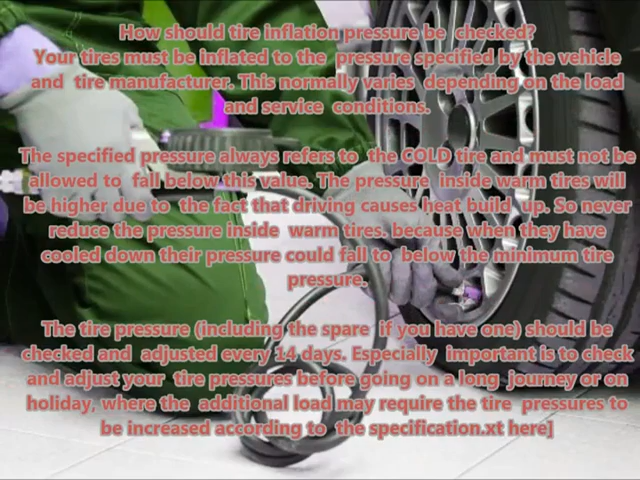 How should tire inflation pressure be checked?
Your tires must be inflated to the pressure specified by the vehicle
and tire manufacturer. This normally varies depending on the load
and service conditions.
The specified pressure always refers to the COLD tire and must not be
allowed to fall below this value. The pressure inside warm tires will
be higher due to the fact that driving causes heat build up. So never
reduce the pressure inside warm tires. because when they have
cooled down their pressure could fall to below the minimum tire
pressure.
The tire pressure (including the spare if you have one) should be
checked and adjusted every 14 days. Especially important is to check
and adjust your tire pressures before going on a long journey or on
holiday, where the additional load may require the tire pressures to
be increased according to the specification.xt here]